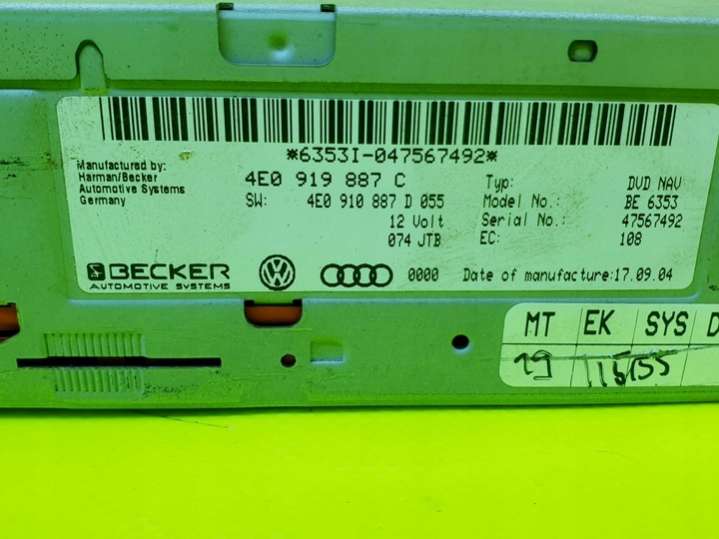 *6353I-047567492*
Manufactured by:
Harman/Becker
Automotive Systems
Germany
4E0 919 887 C
SW: 4E0 910 887 D 055
12 Volt
074 JTB
Typ: DVD NAV
Model No.: BE 6353
Serial No.: 47567492
EC: 108
BECKER
AUTOMOTIVE SYSTEMS
0000
Date of manufacture:17.09.04
MT EK SYS D
19